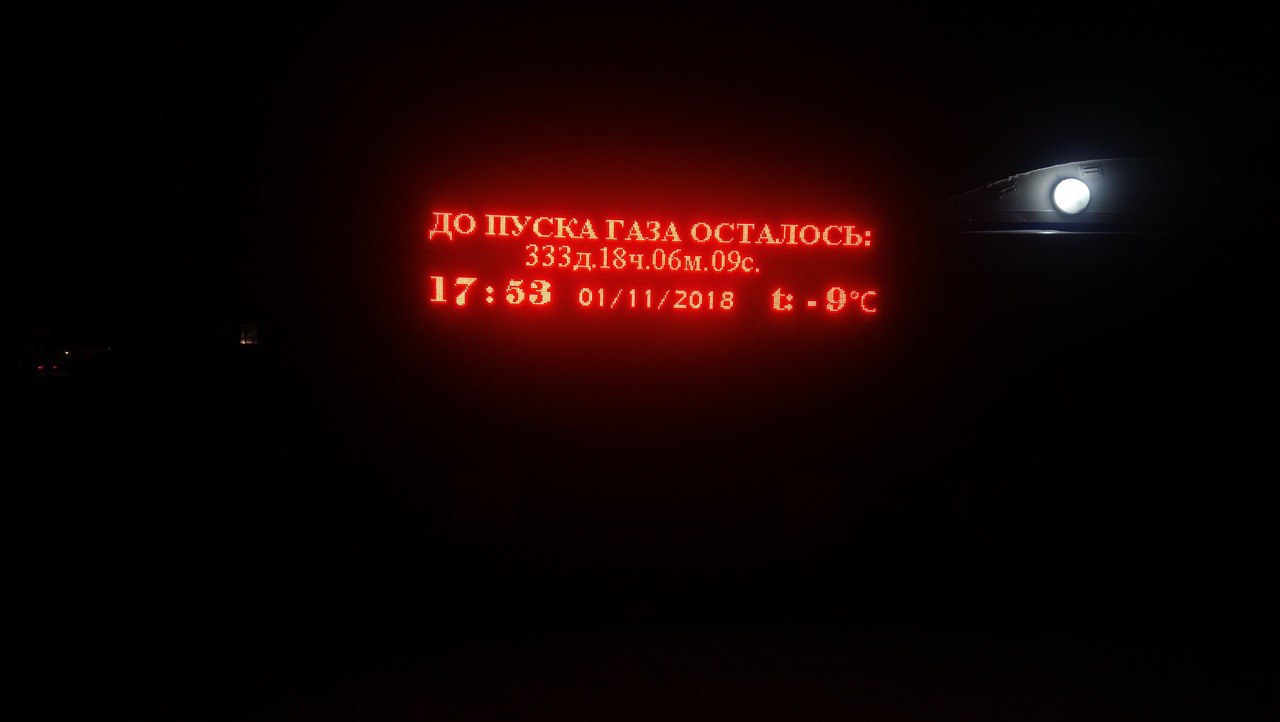 ДО ПУСКА ГАЗА ОСТАЛОСЬ:
333д.18ч.06м.09с.
17:53 01/11/2018 t: - 9°C